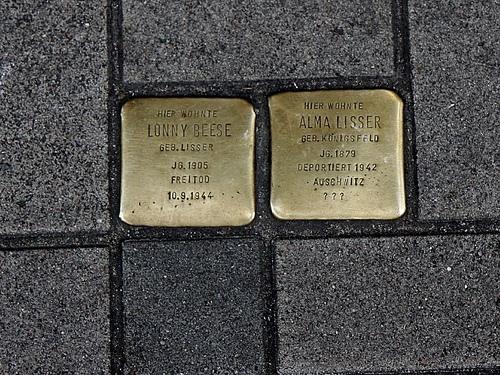 HIER WOHNTE
LONNY BEESE
GEB. LISSER
JG. 1905
FREITOD
10.9.1944
HIER WOHNTE
ALMA LISSER
GEB. KÖNIGSFELD
JG. 1879
DEPORTIERT 1942
AUSCHWITZ
???